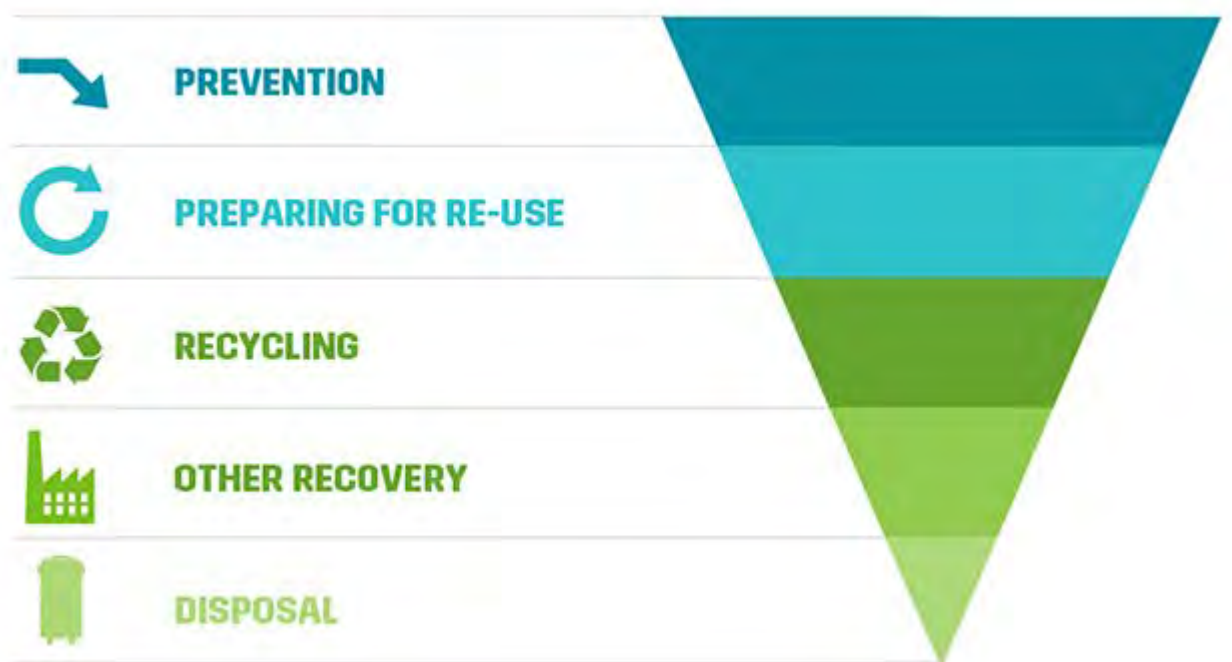 PREVENTION
PREPARING FOR RE-USE
RECYCLING
OTHER RECOVERY
DISPOSAL